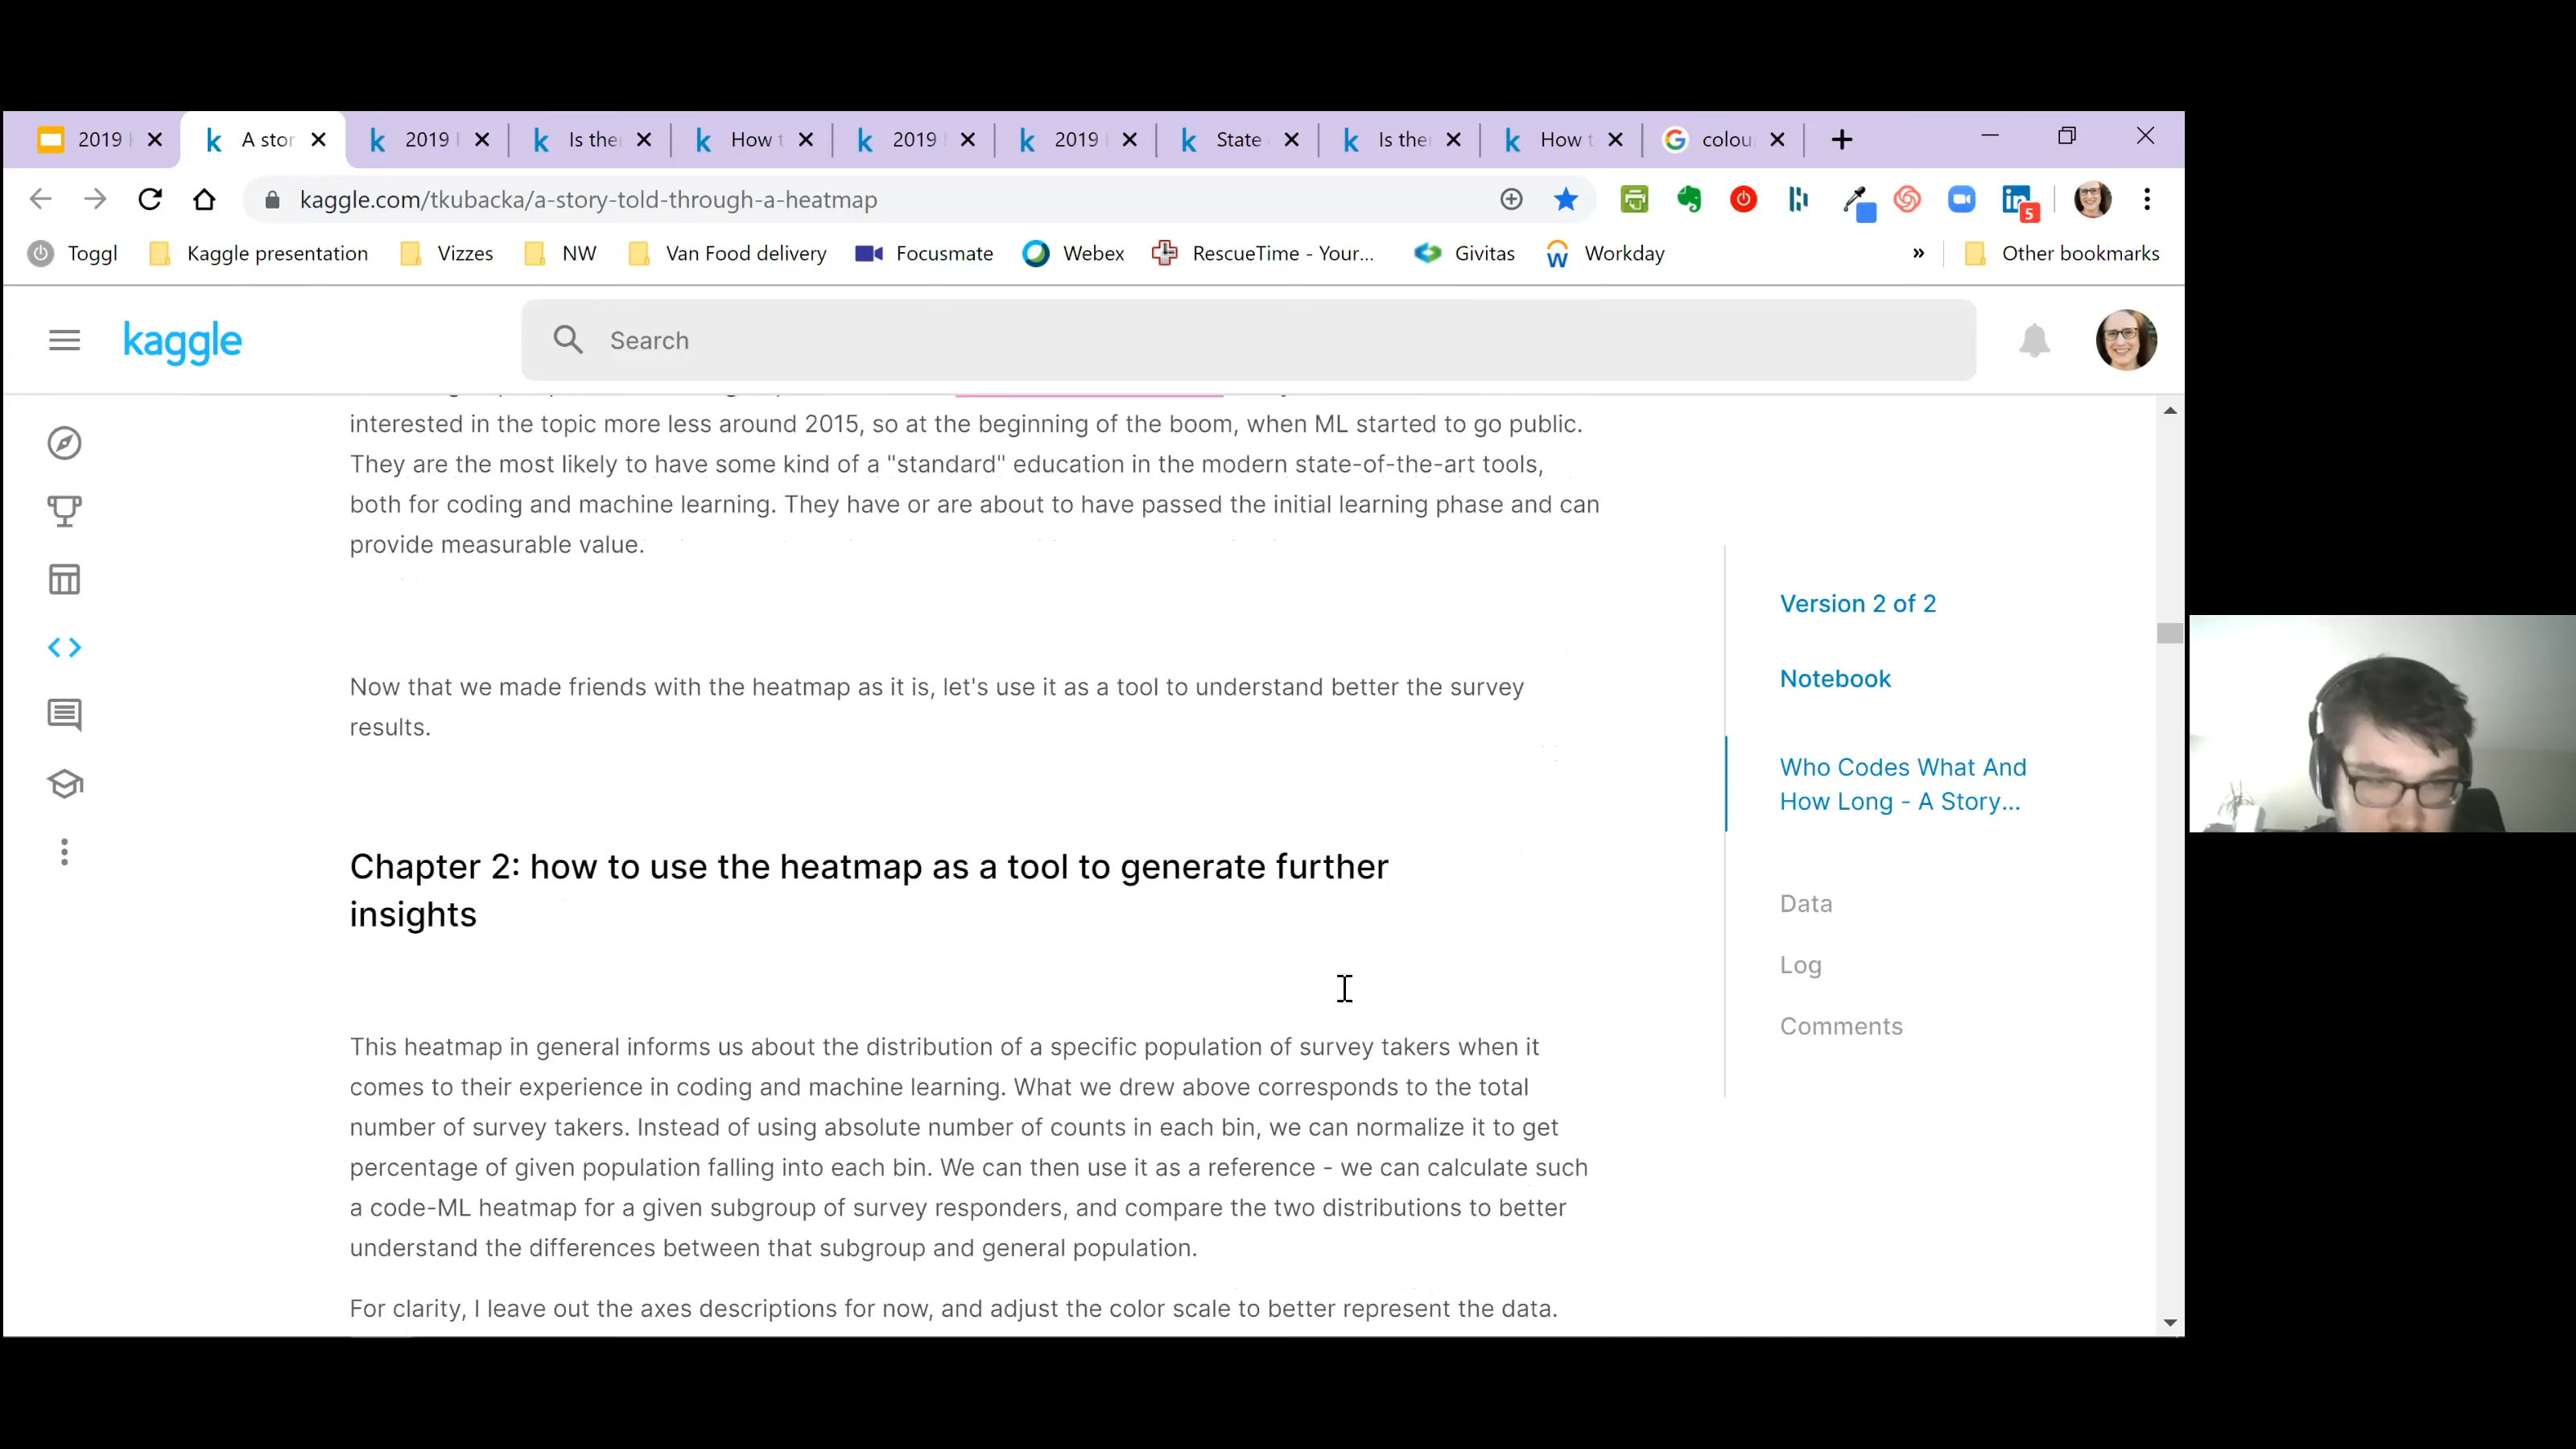 2019
A stor
2019
Is the
How t
2019
2019
State
Is the
How t
colou
kaggle.com/tkubacka/a-story-told-through-a-heatmap
5
Toggl
Kaggle presentation
Vizzes
NW
Van Food delivery
Focusmate
Webex
RescueTime - Your...
Givitas
Workday
»
Other bookmarks
kaggle
Search
interested in the topic more less around 2015, so at the beginning of the boom, when ML started to go public.
They are the most likely to have some kind of a "standard" education in the modern state-of-the-art tools,
both for coding and machine learning. They have or are about to have passed the initial learning phase and can
provide measurable value.
Now that we made friends with the heatmap as it is, let's use it as a tool to understand better the survey
results.
Chapter 2: how to use the heatmap as a tool to generate further
insights
This heatmap in general informs us about the distribution of a specific population of survey takers when it
comes to their experience in coding and machine learning. What we drew above corresponds to the total
number of survey takers. Instead of using absolute number of counts in each bin, we can normalize it to get
percentage of given population falling into each bin. We can then use it as a reference - we can calculate such
a code-ML heatmap for a given subgroup of survey responders, and compare the two distributions to better
understand the differences between that subgroup and general population.
For clarity, I leave out the axes descriptions for now, and adjust the color scale to better represent the data.
Version 2 of 2
Notebook
Who Codes What And
How Long - A Story...
Data
Log
Comments